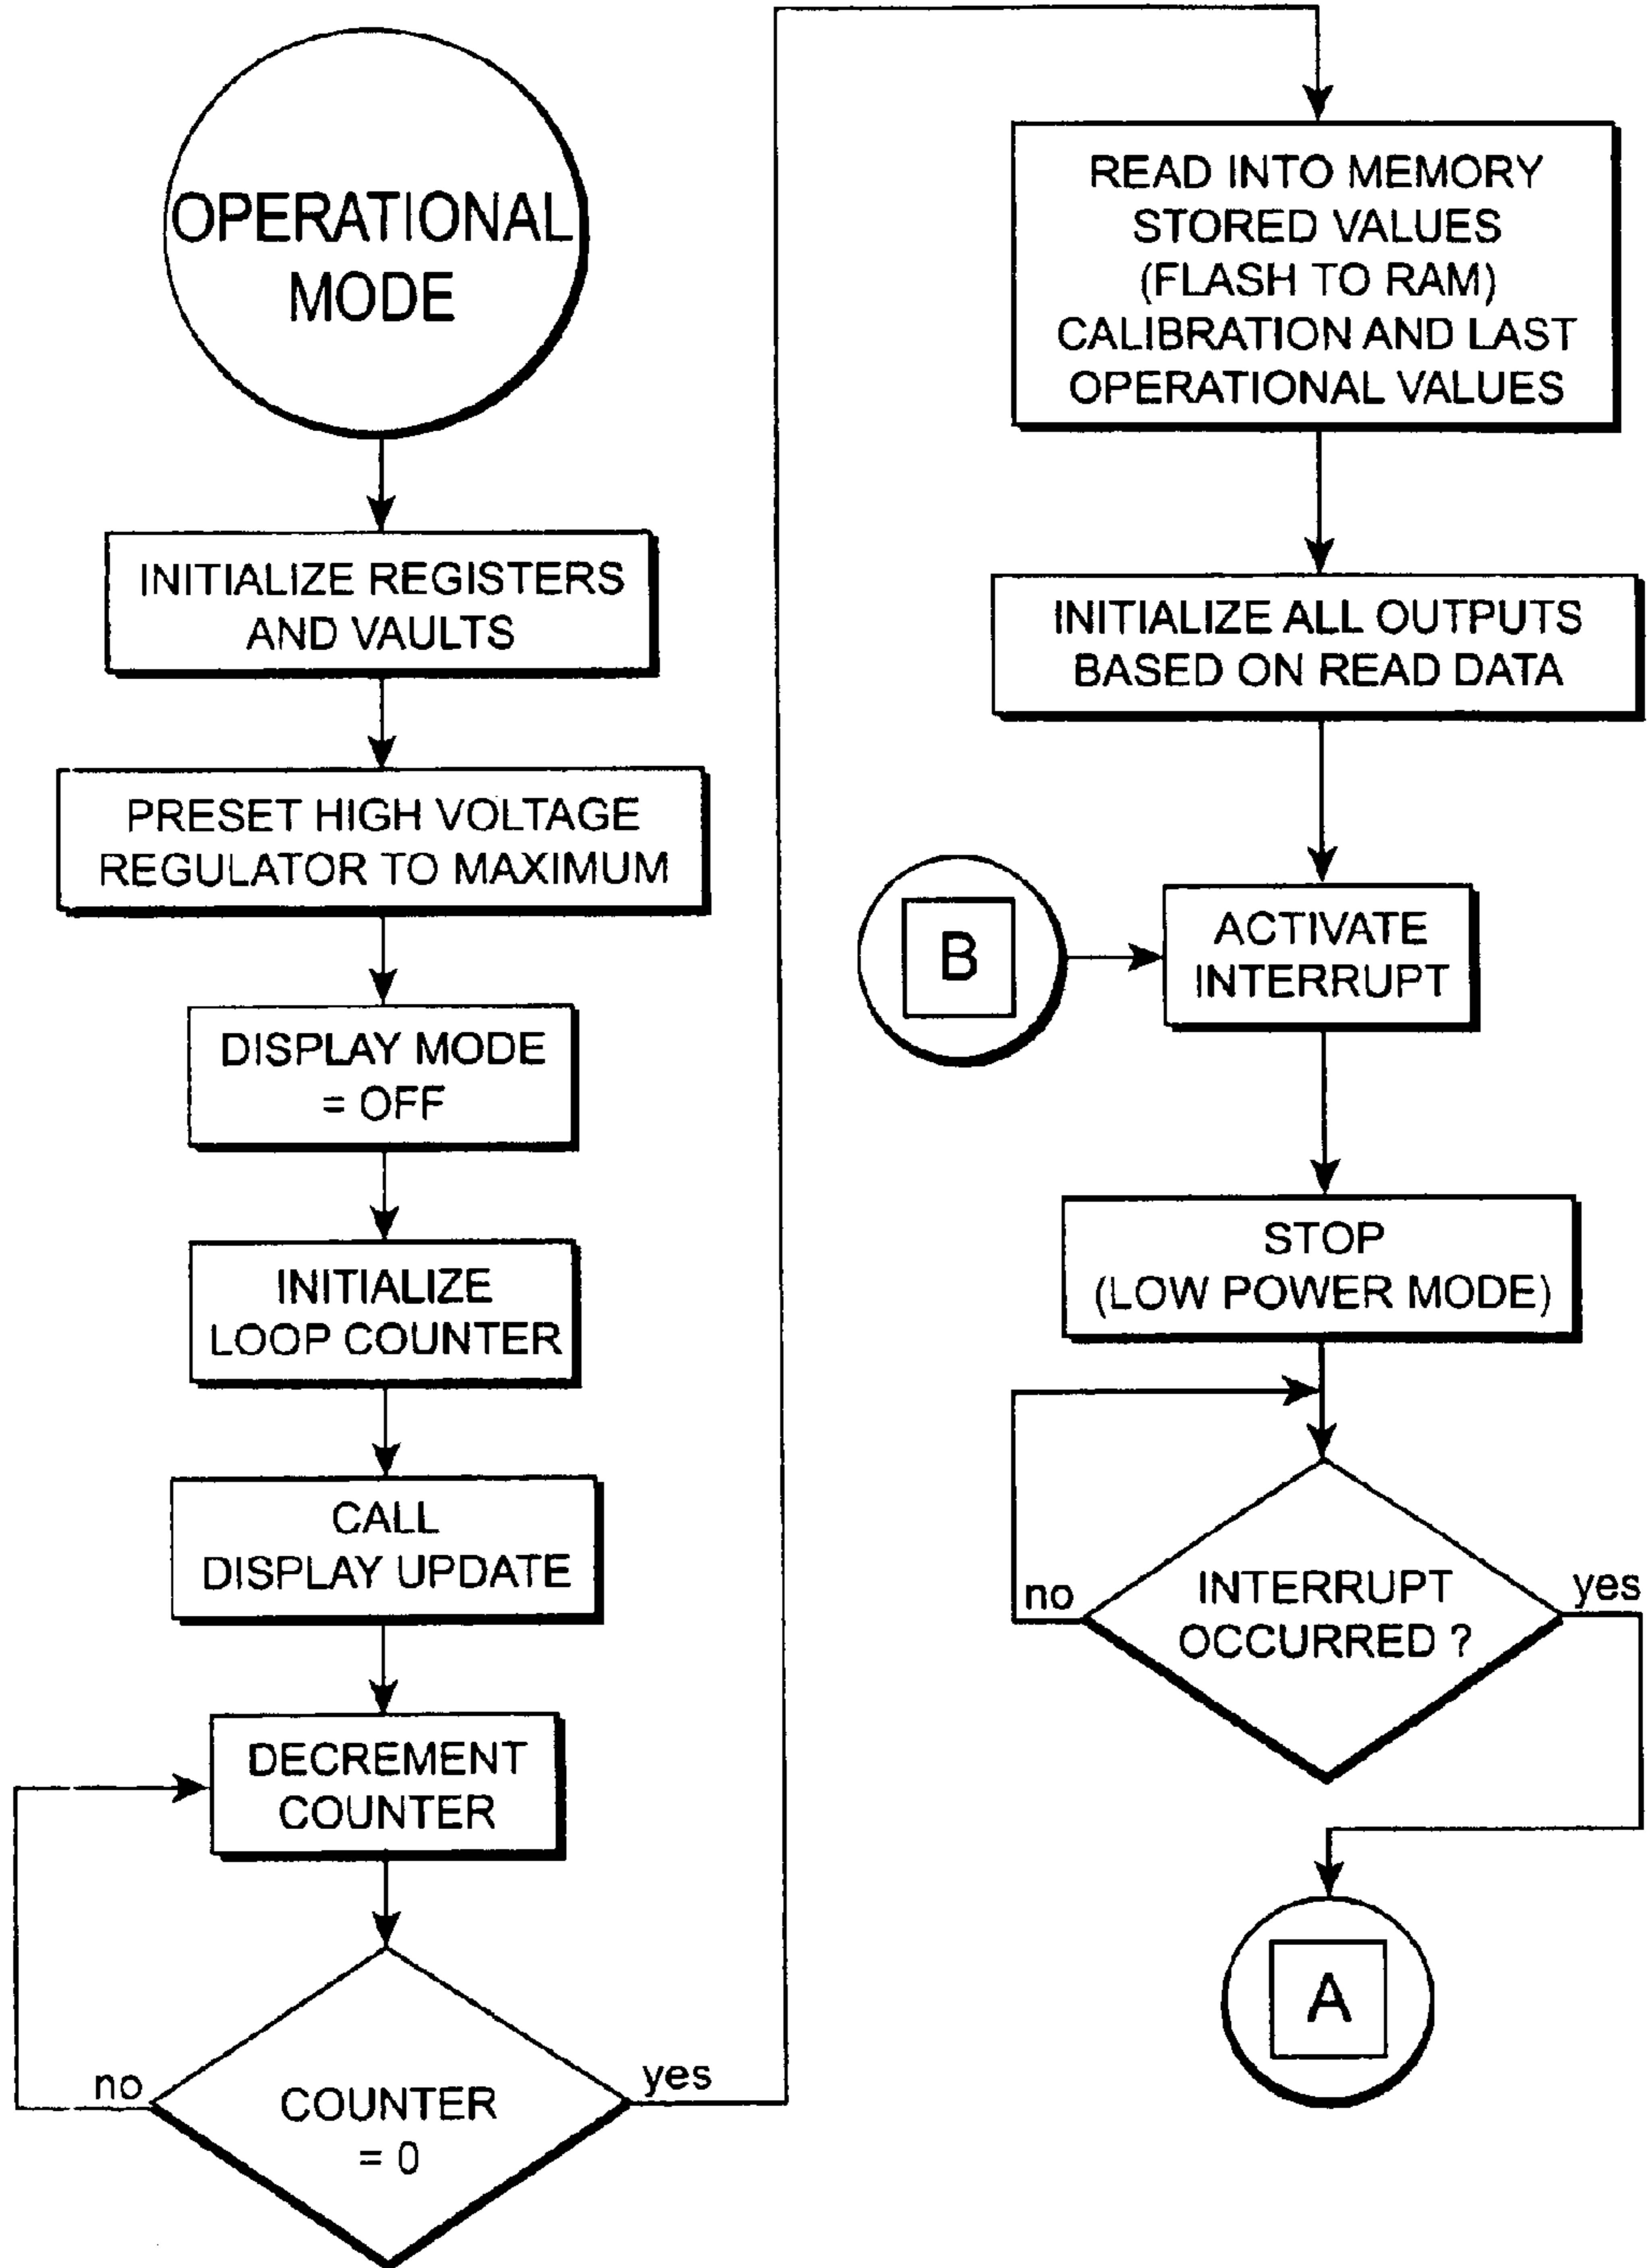 OPERATIONAL
MODE
INITIALIZE REGISTERS
AND VAULTS
PRESET HIGH VOLTAGE
REGULATOR TO MAXIMUM
DISPLAY MODE
= OFF
INITIALIZE
LOOP COUNTER
CALL
DISPLAY UPDATE
DECREMENT
COUNTER
no
yes
COUNTER
= 0
READ INTO MEMORY
STORED VALUES
(FLASH TO RAM)
CALIBRATION AND LAST
OPERATIONAL VALUES
INITIALIZE ALL OUTPUTS
BASED ON READ DATA
B
ACTIVATE
INTERRUPT
STOP
(LOW POWER MODE)
no
INTERRUPT
OCCURRED ?
yes
A